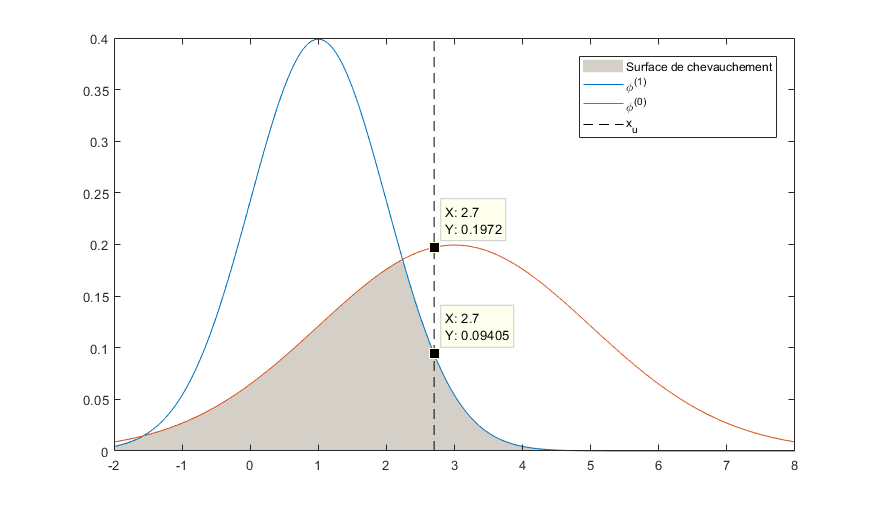 0.4
0.35
0.3
0.25
0.2
0.15
0.1
0.05
0
-2
-1
0
1
2
3
4
5
6
7
8
Surface de chevauchement
ϕ(1)
ϕ(0)
xu
X: 2.7
Y: 0.1972
X: 2.7
Y: 0.09405